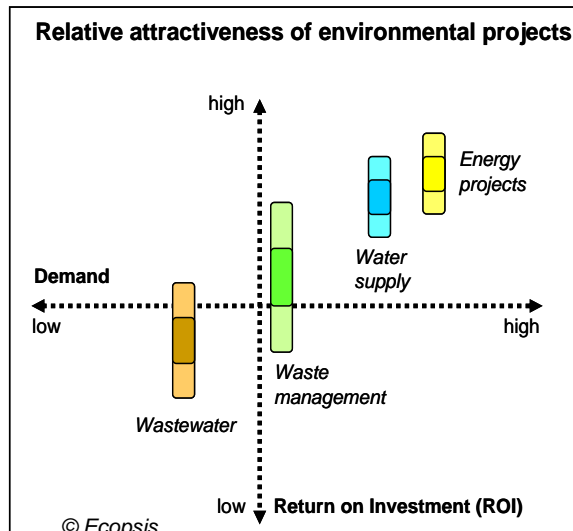 Relative attractiveness of environmental projects
high
Energy
projects
Water
supply
Demand
low
high
Waste
management
Wastewater
low
Return on Investment (ROI)
© Ecopsis